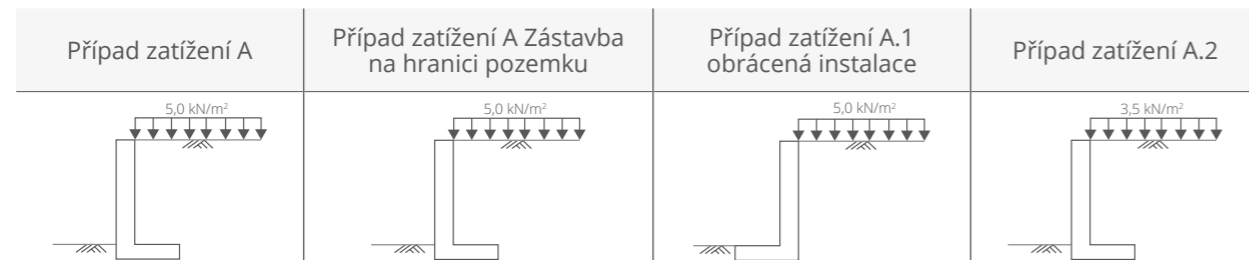 Případ zatížení A
Případ zatížení A Zástavba
na hranici pozemku
Případ zatížení A.1
obrácená instalace
Případ zatížení A.2
5,0 kN/m²
5,0 kN/m²
5,0 kN/m²
3,5 kN/m²